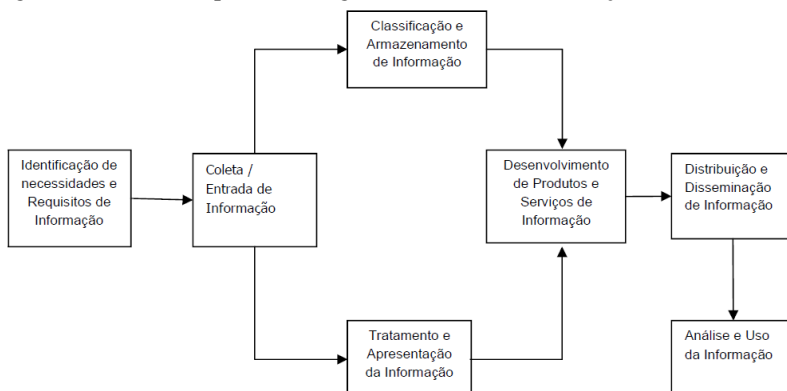 Classificação e
Armazenamento
de Informação
Identificação de
necessidades e
Requisitos de
Informação
Coleta /
Entrada de
Informação
Desenvolvimento
de Produtos e
Serviços de
Informação
Distribuição e
Disseminação
de Informação
Tratamento e
Apresentação
da Informação
Análise e Uso
da Informação